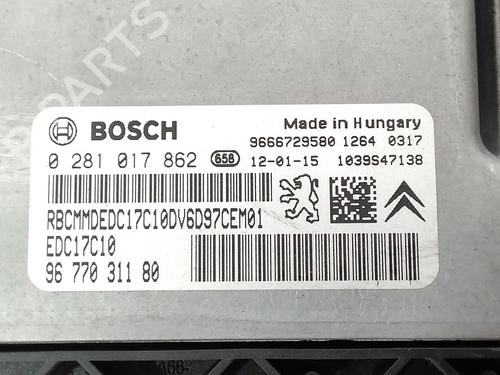 PARTS
BOSCH
Made in Hungary
9666729580 1264 0317
0 281 017 862 658 12-01-15 1039S47138
RBCMMDEDC17C10DV6D97CEM01
EDC17C10
96 770 311 80